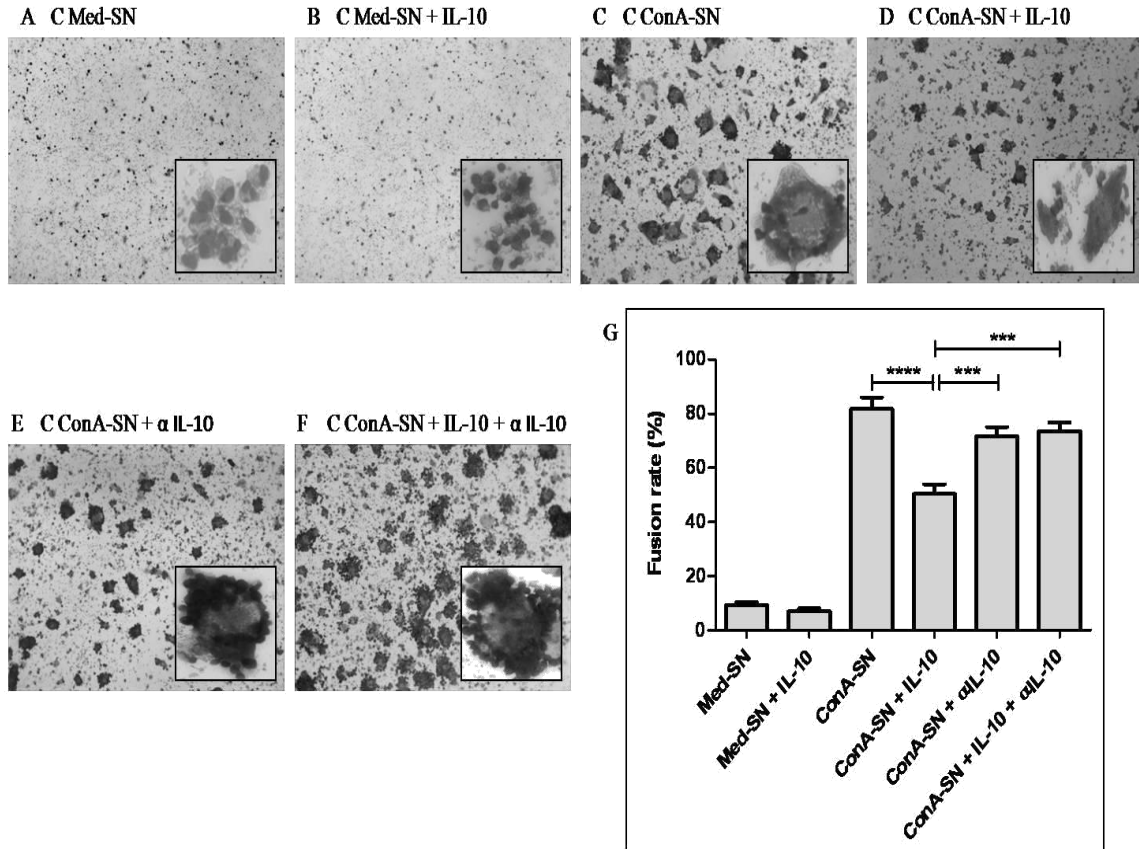 A C Med-SN
B C Med-SN + IL-10
C C ConA-SN
D C ConA-SN + IL-10
E C ConA-SN + α IL-10
F C ConA-SN + IL-10 + α IL-10
G
***
**** ***
100
80
60
40
20
0
Fusion rate (%)
Med-SN
Med-SN + IL-10
ConA-SN
ConA-SN + IL-10
ConA-SN + αIL-10
ConA-SN + IL-10 + αIL-10